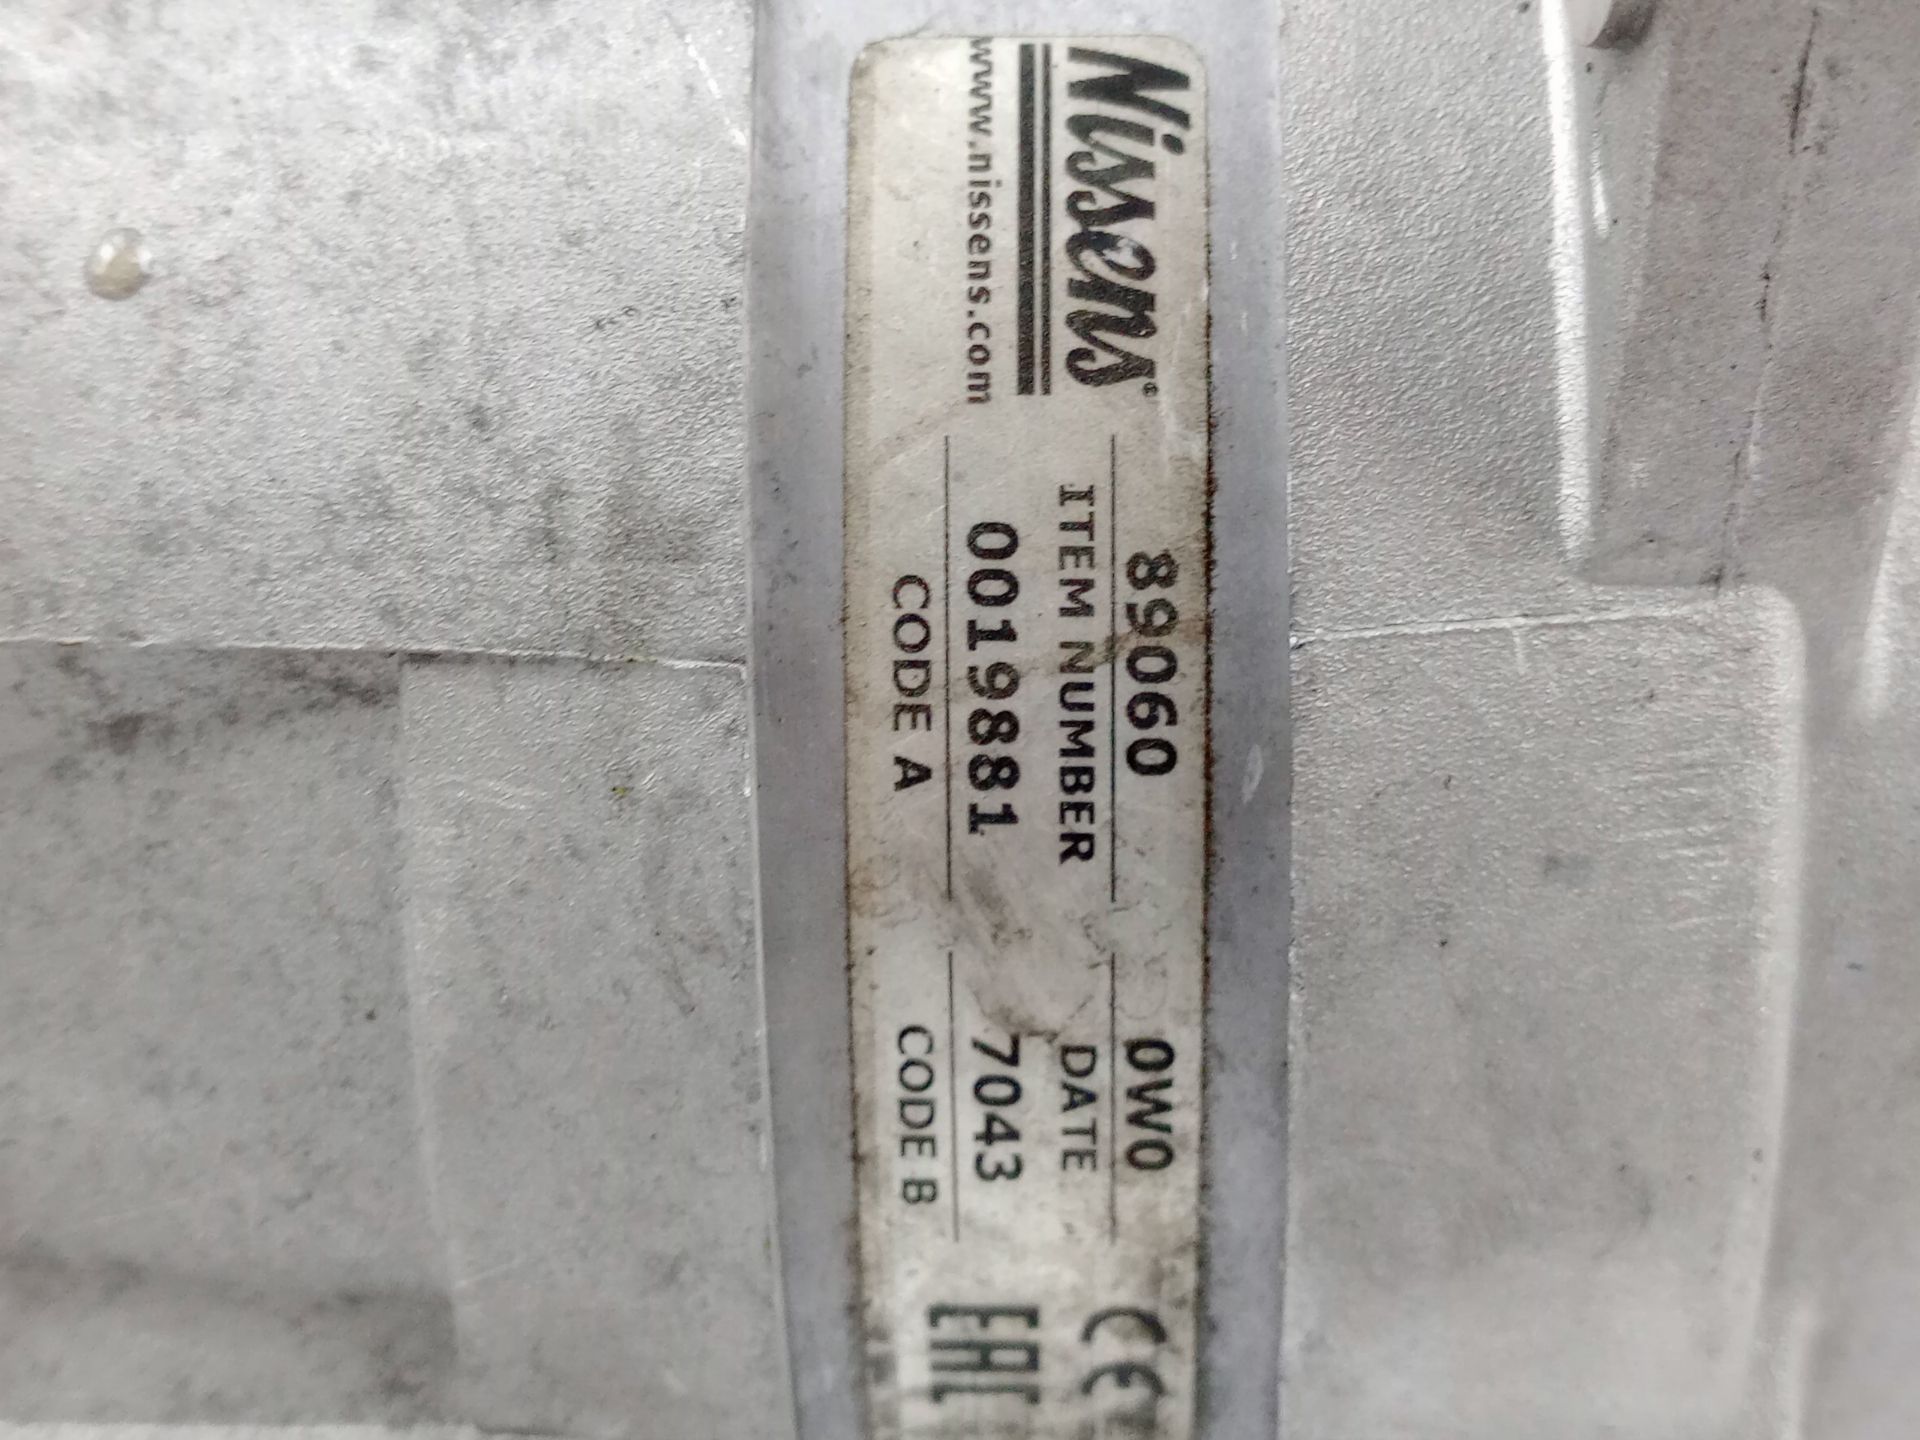 Nissens®
www.nissens.com
89060
ITEM NUMBER
0019881
CODE A
0W0
DATE
7043
CODE B
CE
EAC